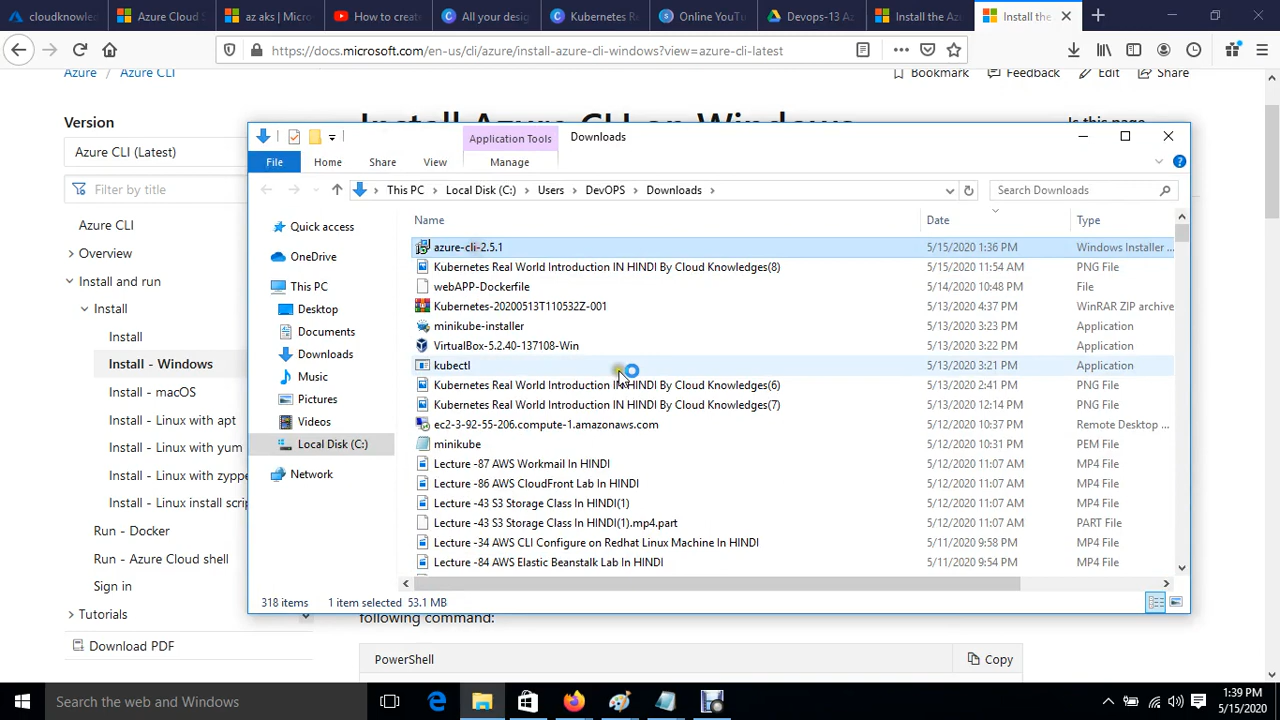 cloudknowled
Azure Cloud S
az aks | Micro
How to create
All your desig
Kubernetes Re
Online YouTu
Devops-13 Az
Install the Az
Install the
https://docs.microsoft.com/en-us/cli/azure/install-azure-cli-windows?view=azure-cli-latest
Azure / Azure CLI
Bookmark
Feedback
Edit
Share
Install Azure CLI on Windows
Is this page
Version
Azure CLI (Latest)
Filter by title
Azure CLI
Overview
Install and run
Install
Install
Install - Windows
Install - macOS
Install - Linux with apt
Install - Linux with yum
Install - Linux with zyppe
Install - Linux install scrip
Run - Docker
Run - Azure Cloud shell
Sign in
Tutorials
Download PDF
Application Tools
Downloads
File
Home
Share
View
Manage
This PC
Local Disk (C:)
Users
DevOPS
Downloads
Search Downloads
Quick access
OneDrive
This PC
Desktop
Documents
Downloads
Music
Pictures
Videos
Local Disk (C:)
Network
Name Date Type
azure-cli-2.5.1 5/15/2020 1:36 PM Windows Installer ...
Kubernetes Real World Introduction IN HINDI By Cloud Knowledges(8) 5/15/2020 11:54 AM PNG File
webAPP-Dockerfile 5/14/2020 10:48 PM File
Kubernetes-20200513T110532Z-001 5/13/2020 4:37 PM WinRAR ZIP archive
minikube-installer 5/13/2020 3:23 PM Application
VirtualBox-5.2.40-137108-Win 5/13/2020 3:22 PM Application
kubectl 5/13/2020 3:21 PM Application
Kubernetes Real World Introduction IN HINDI By Cloud Knowledges(6) 5/13/2020 2:41 PM PNG File
Kubernetes Real World Introduction IN HINDI By Cloud Knowledges(7) 5/13/2020 12:14 PM PNG File
ec2-3-92-55-206.compute-1.amazonaws.com 5/12/2020 10:37 PM Remote Desktop ...
minikube 5/12/2020 10:31 PM PEM File
Lecture -87 AWS Workmail In HINDI 5/12/2020 11:07 AM MP4 File
Lecture -86 AWS CloudFront Lab In HINDI 5/12/2020 11:07 AM MP4 File
Lecture -43 S3 Storage Class In HINDI(1) 5/12/2020 11:07 AM MP4 File
Lecture -43 S3 Storage Class In HINDI(1).mp4.part 5/12/2020 11:07 AM PART File
Lecture -34 AWS CLI Configure on Redhat Linux Machine In HINDI 5/11/2020 9:58 PM MP4 File
Lecture -84 AWS Elastic Beanstalk Lab In HINDI 5/11/2020 9:54 PM MP4 File
318 items 1 item selected 53.1 MB
following command:
PowerShell
Copy
Search the web and Windows
1:39 PM
5/15/2020